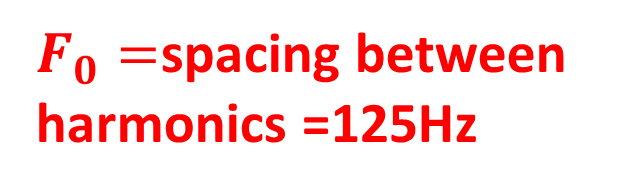 F₀ =spacing between
harmonics =125Hz